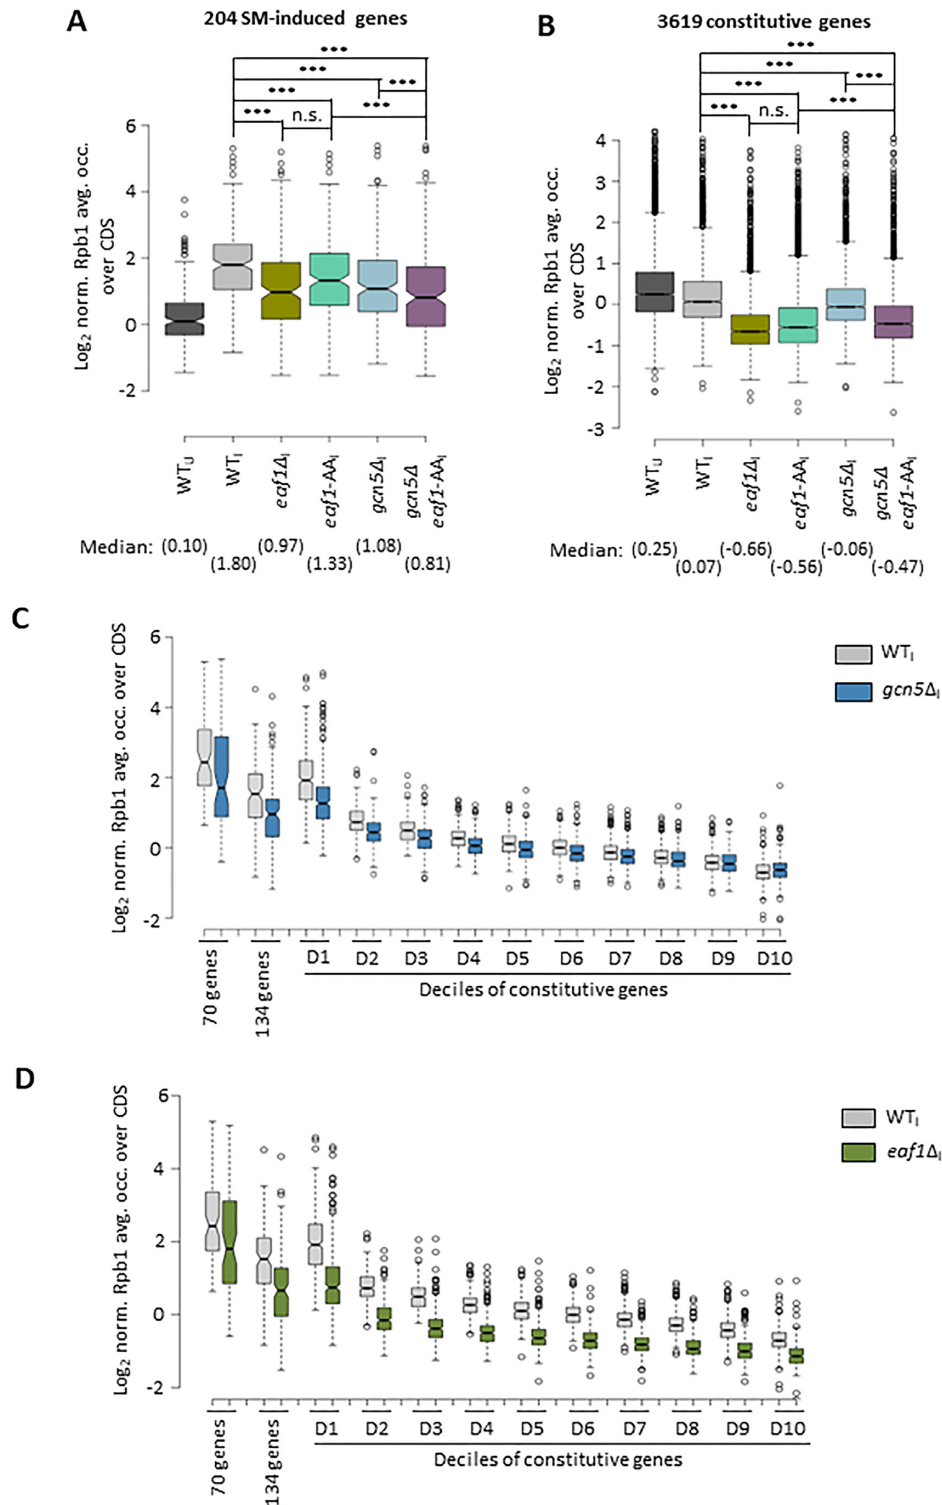 A
204 SM-induced genes
***
***
***
***
***
***
n.s.
Log2 norm. Rpb1 avg. occ.
over CDS
6
4
2
0
-2
WTU
WTI
eaf1ΔI
eaf1-AAI
gcn5ΔI
gcn5Δ
eaf1-AAI
Median: (0.10) (1.80) (0.97) (1.33) (1.08) (0.81)
B
3619 constitutive genes
***
***
***
***
***
***
n.s.
Log2 norm. Rpb1 avg. occ.
over CDS
4
3
2
1
0
-1
-2
-3
WTU
WTI
eaf1ΔI
eaf1-AAI
gcn5ΔI
gcn5Δ
eaf1-AAI
Median: (0.25) (0.07) (-0.66) (-0.56) (-0.06) (-0.47)
C
Log2 norm. Rpb1 avg. occ. over CDS
6
4
2
0
-2
WTI
gcn5ΔI
70 genes
134 genes
D1 D2 D3 D4 D5 D6 D7 D8 D9 D10
Deciles of constitutive genes
D
Log2 norm. Rpb1 avg. occ. over CDS
6
4
2
0
-2
WTI
eaf1ΔI
70 genes
134 genes
D1 D2 D3 D4 D5 D6 D7 D8 D9 D10
Deciles of constitutive genes